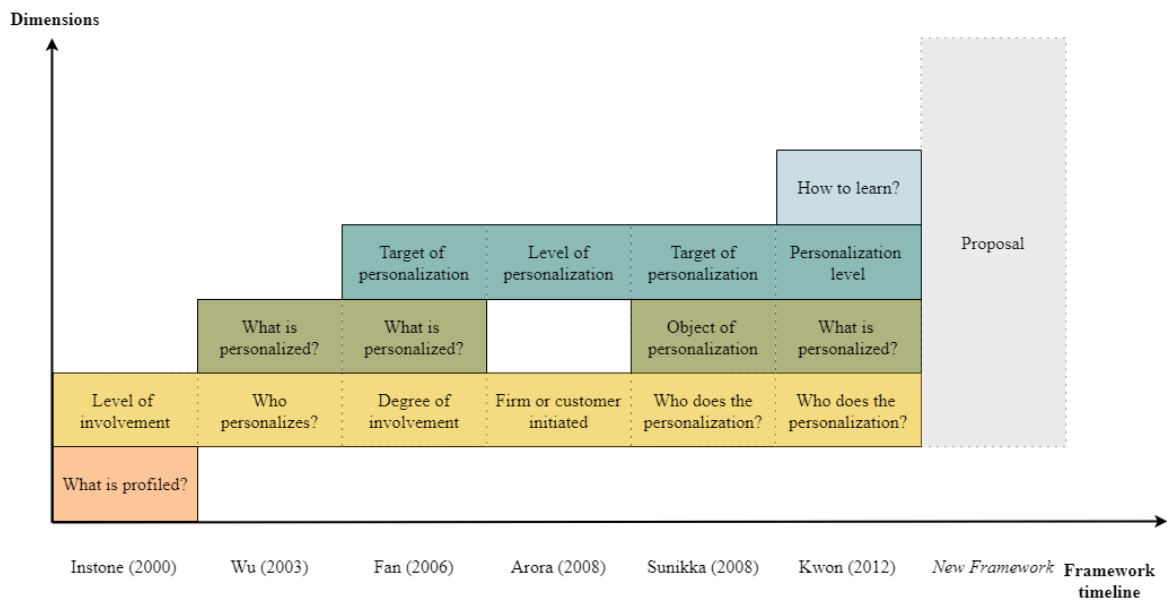 Dimensions
How to learn?
Proposal
Target of
personalization
Level of
personalization
Target of
personalization
Personalization
level
What is
personalized?
What is
personalized?
Object of
personalization
What is
personalized?
Level of
involvement
Who
personalizes?
Degree of
involvement
Firm or customer
initiated
Who does the
personalization?
Who does the
personalization?
What is profiled?
Instone (2000)
Wu (2003)
Fan (2006)
Arora (2008)
Sunikka (2008)
Kwon (2012)
New Framework
Framework
timeline